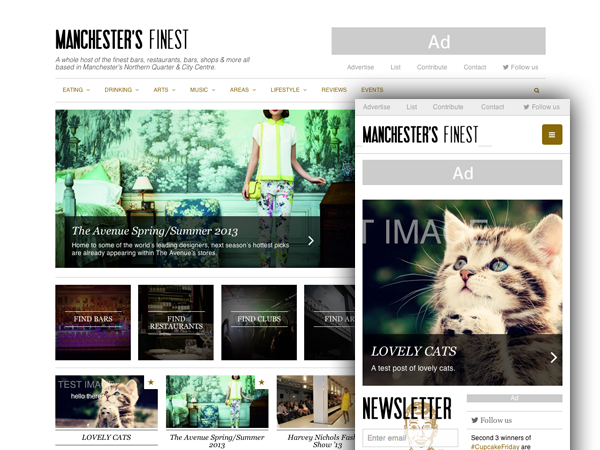 MANCHESTER'S FINEST
A whole host of the finest bars, restaurants, bars, shops & more all
based in Manchester's Northern Quarter & City Centre.
Ad
Advertise List Contribute Contact Follow us
EATING DRINKING ARTS MUSIC AREAS LIFESTYLE REVIEWS EVENTS
The Avenue Spring/Summer 2013
Home to some of the world's leading designers, next season's hottest picks
are already appearing within The Avenue's stores.
FIND BARS
FIND
RESTAURANTS
FIND CLUBS
FIND AR
TEST IMAG
hello there
LOVELY CATS
The Avenue Spring/Summer
2013
Harvey Nichols Fash
Show '13
Advertise List Contribute Contact Follow us
MANCHESTER'S FINEST
Ad
T IMAGE
LOVELY CATS
A test post of lovely cats.
NEWSLETTER
Enter email
Ad
Follow us
Second 3 winners of
#CupcakeFriday are